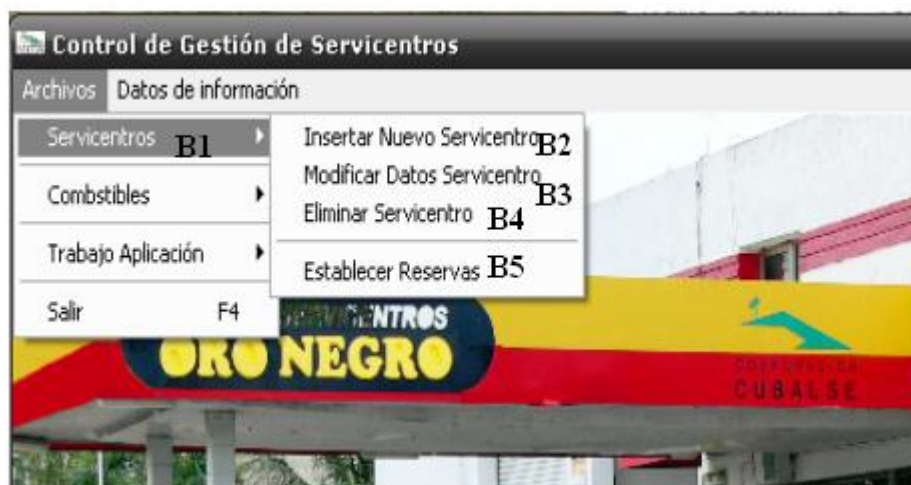 Control de Gestión de Servicentros
Archivos Datos de información
Servicentros B1
Combstibles
Trabajo Aplicación
Salir F4
Insertar Nuevo Servicentro B2
Modificar Datos Servicentro B3
Eliminar Servicentro B4
Establecer Reservas B5
ORO NEGRO
CUBALSE